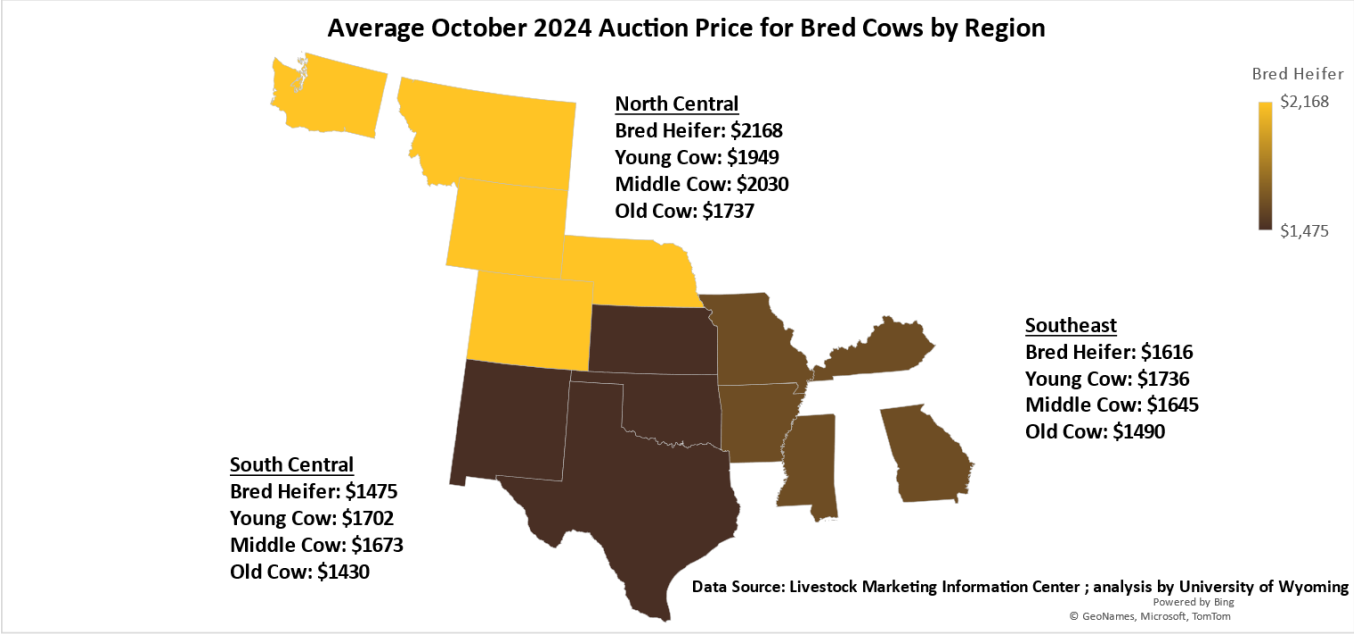 Average October 2024 Auction Price for Bred Cows by Region
Bred Heifer
$2,168
$1,475
North Central
Bred Heifer: $2168
Young Cow: $1949
Middle Cow: $2030
Old Cow: $1737
Southeast
Bred Heifer: $1616
Young Cow: $1736
Middle Cow: $1645
Old Cow: $1490
South Central
Bred Heifer: $1475
Young Cow: $1702
Middle Cow: $1673
Old Cow: $1430
Data Source: Livestock Marketing Information Center ; analysis by University of Wyoming
Powered by Bing
© GeoNames, Microsoft, TomTom